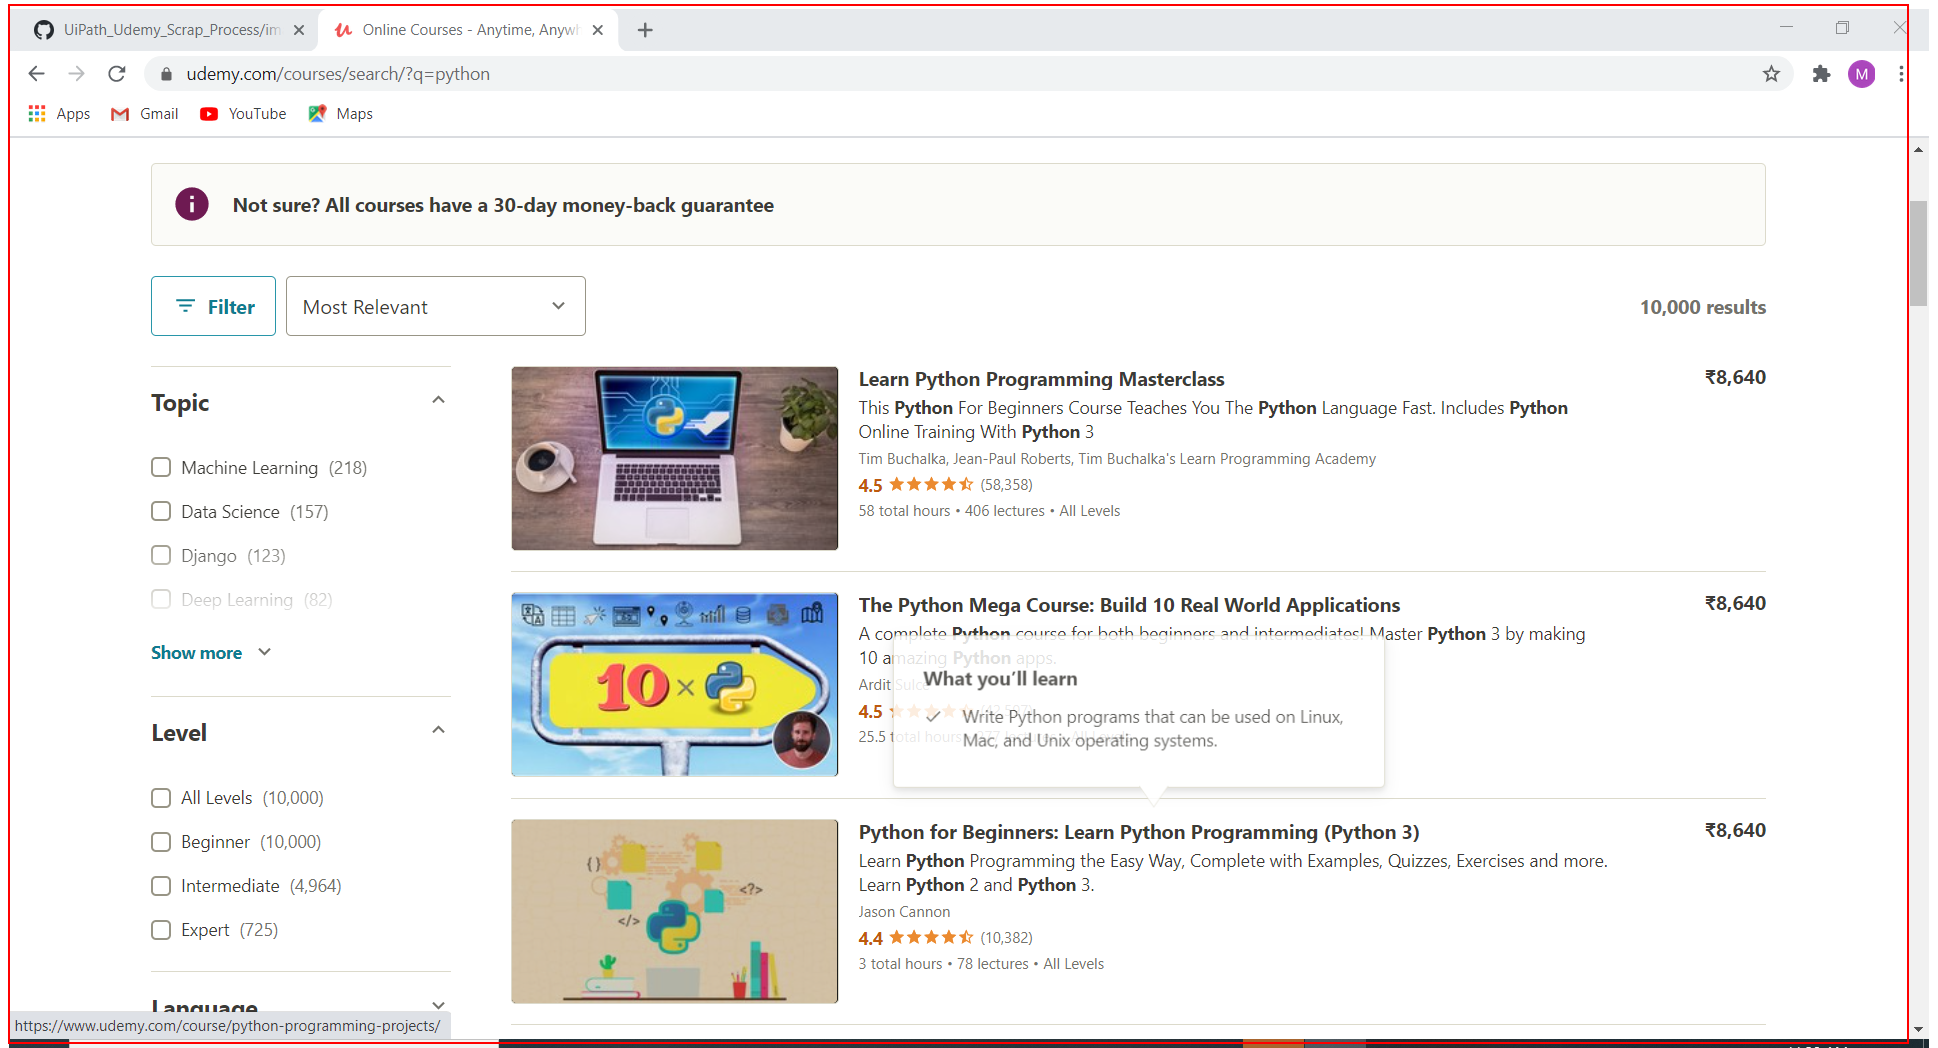 UiPath_Udemy_Scrap_Process/im
Online Courses - Anytime, Anywh
udemy.com/courses/search/?q=python
M
Apps
Gmail
YouTube
Maps
Not sure? All courses have a 30-day money-back guarantee
Filter
Most Relevant
10,000 results
Topic
Machine Learning (218)
Data Science (157)
Django (123)
Deep Learning (82)
Show more
Level
All Levels (10,000)
Beginner (10,000)
Intermediate (4,964)
Expert (725)
Language
https://www.udemy.com/course/python-programming-projects/
Learn Python Programming Masterclass
₹8,640
This Python For Beginners Course Teaches You The Python Language Fast. Includes Python
Online Training With Python 3
Tim Buchalka, Jean-Paul Roberts, Tim Buchalka's Learn Programming Academy
4.5 (58,358)
58 total hours • 406 lectures • All Levels
10 ×
The Python Mega Course: Build 10 Real World Applications
₹8,640
A complete Python course for both beginners and intermediates! Master Python 3 by making
10 amazing Python apps.
Ardit Sulce
4.5
25.5 total hours
What you'll learn
Write Python programs that can be used on Linux,
Mac, and Unix operating systems.
{}
<?>
</>
Python for Beginners: Learn Python Programming (Python 3)
₹8,640
Learn Python Programming the Easy Way, Complete with Examples, Quizzes, Exercises and more.
Learn Python 2 and Python 3.
Jason Cannon
4.4 (10,382)
3 total hours • 78 lectures • All Levels